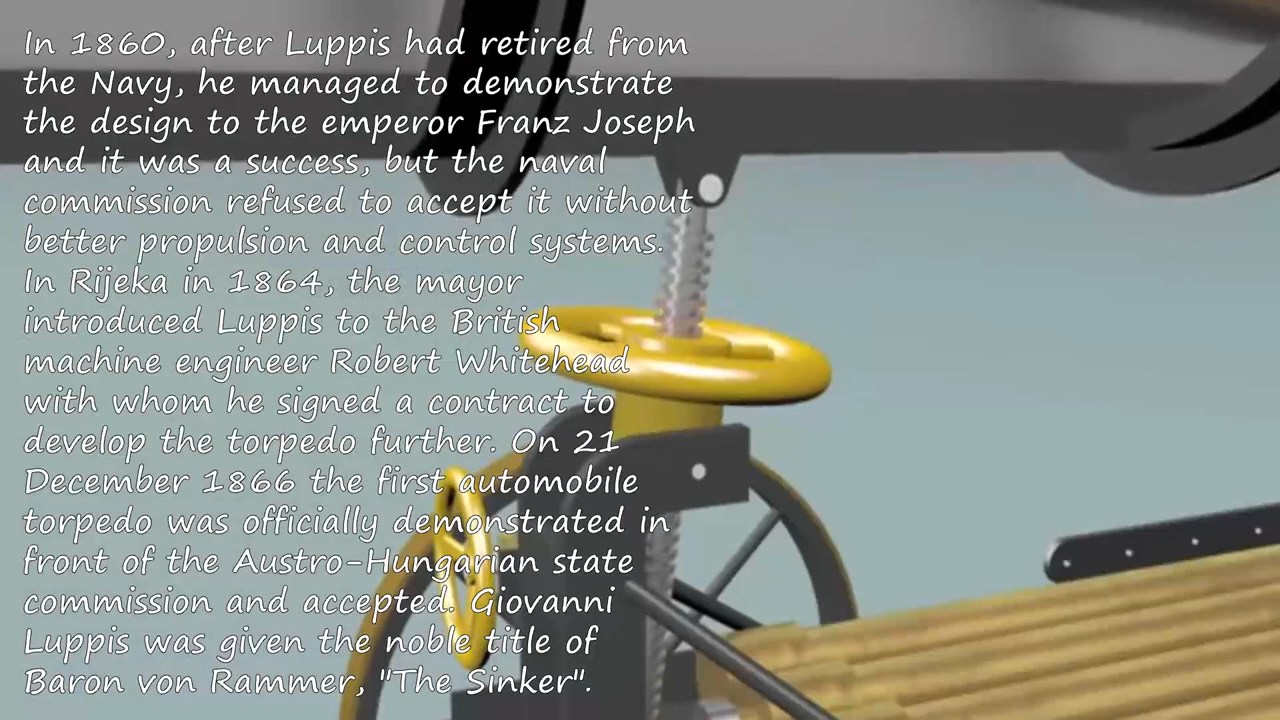 In 1860, after Luppis had retired from
the Navy, he managed to demonstrate
the design to the emperor Franz Joseph
and it was a success, but the naval
commission refused to accept it without
better propulsion and control systems.
In Rijeka in 1864, the mayor
introduced Luppis to the British
machine engineer Robert Whitehead
with whom he signed a contract to
develop the torpedo further. On 21
December 1866 the first automobile
torpedo was officially demonstrated in
front of the Austro-Hungarian state
commission and accepted. Giovanni
Luppis was given the noble title of
Baron von Rammer, "The Sinker".